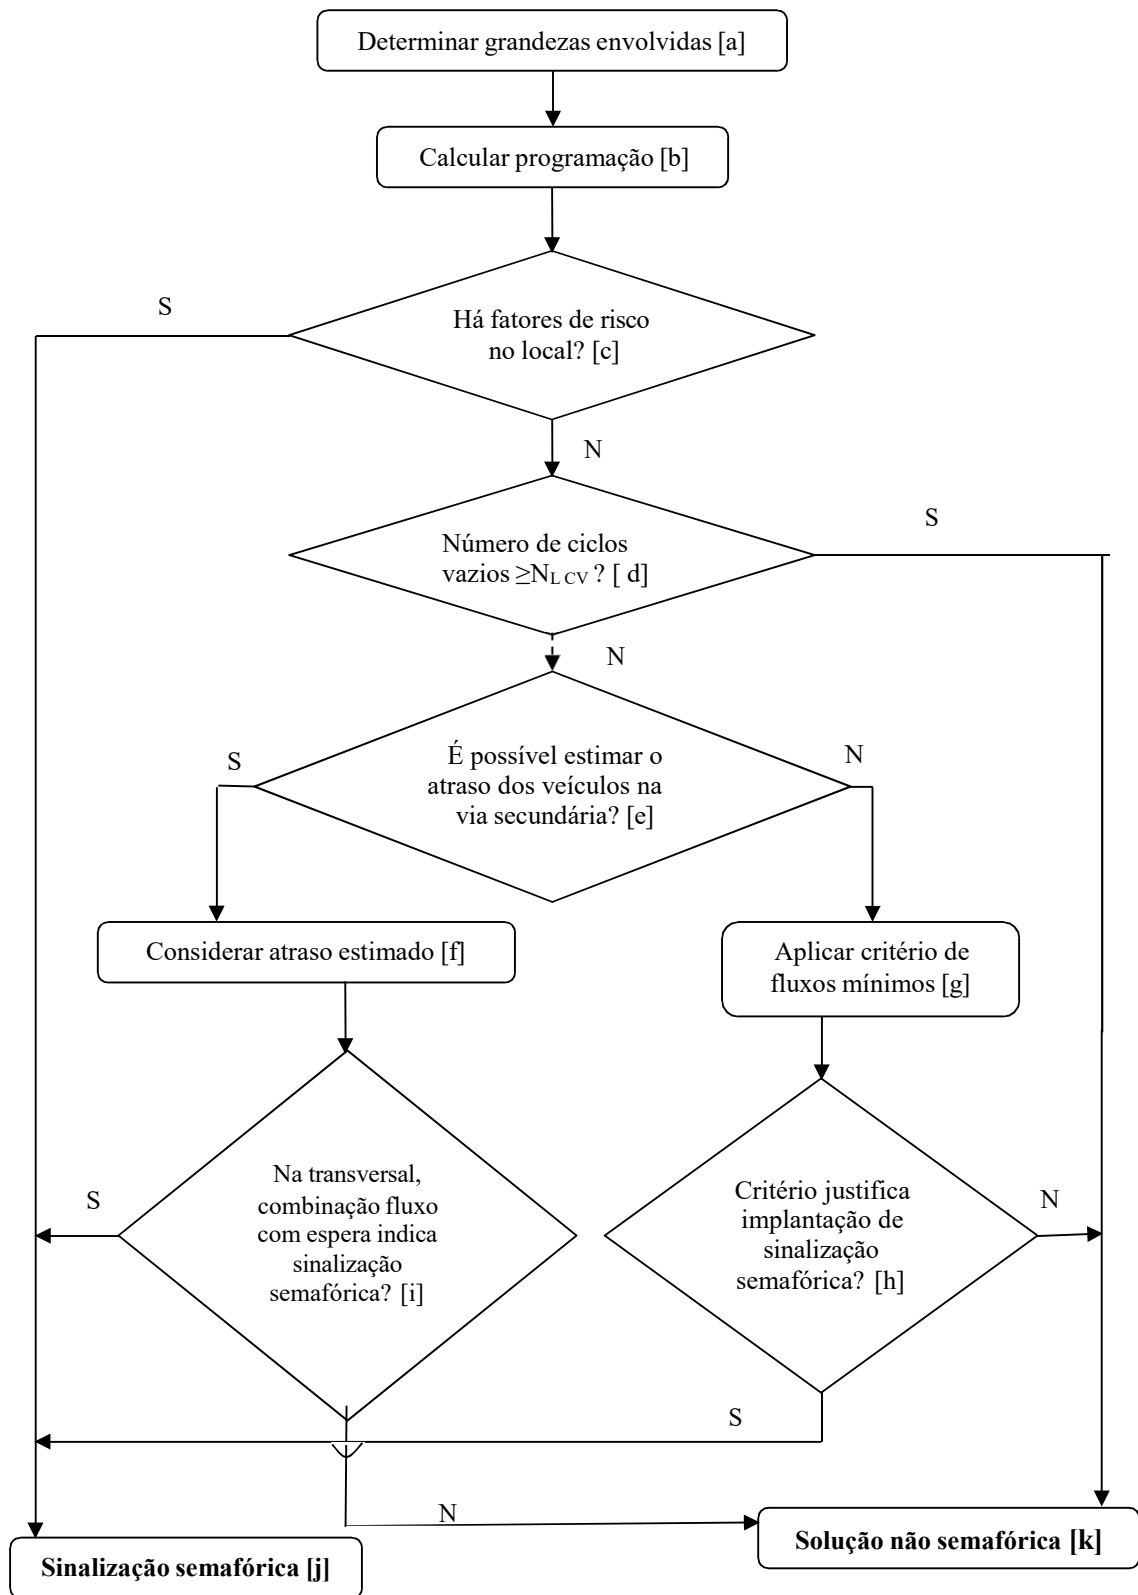 Determinar grandezas envolvidas [a]
Calcular programação [b]
S
Há fatores de risco
no local? [c]
N
S
Número de ciclos
vazios ≥NL CV ? [ d]
N
S
É possível estimar o
atraso dos veículos na
via secundária? [e]
N
Considerar atraso estimado [f]
Aplicar critério de
fluxos mínimos [g]
S
Na transversal,
combinação fluxo
com espera indica
sinalização
semafórica? [i]
Critério justifica
implantação de
sinalização
semafórica? [h]
N
S
N
Sinalização semafórica [j]
Solução não semafórica [k]